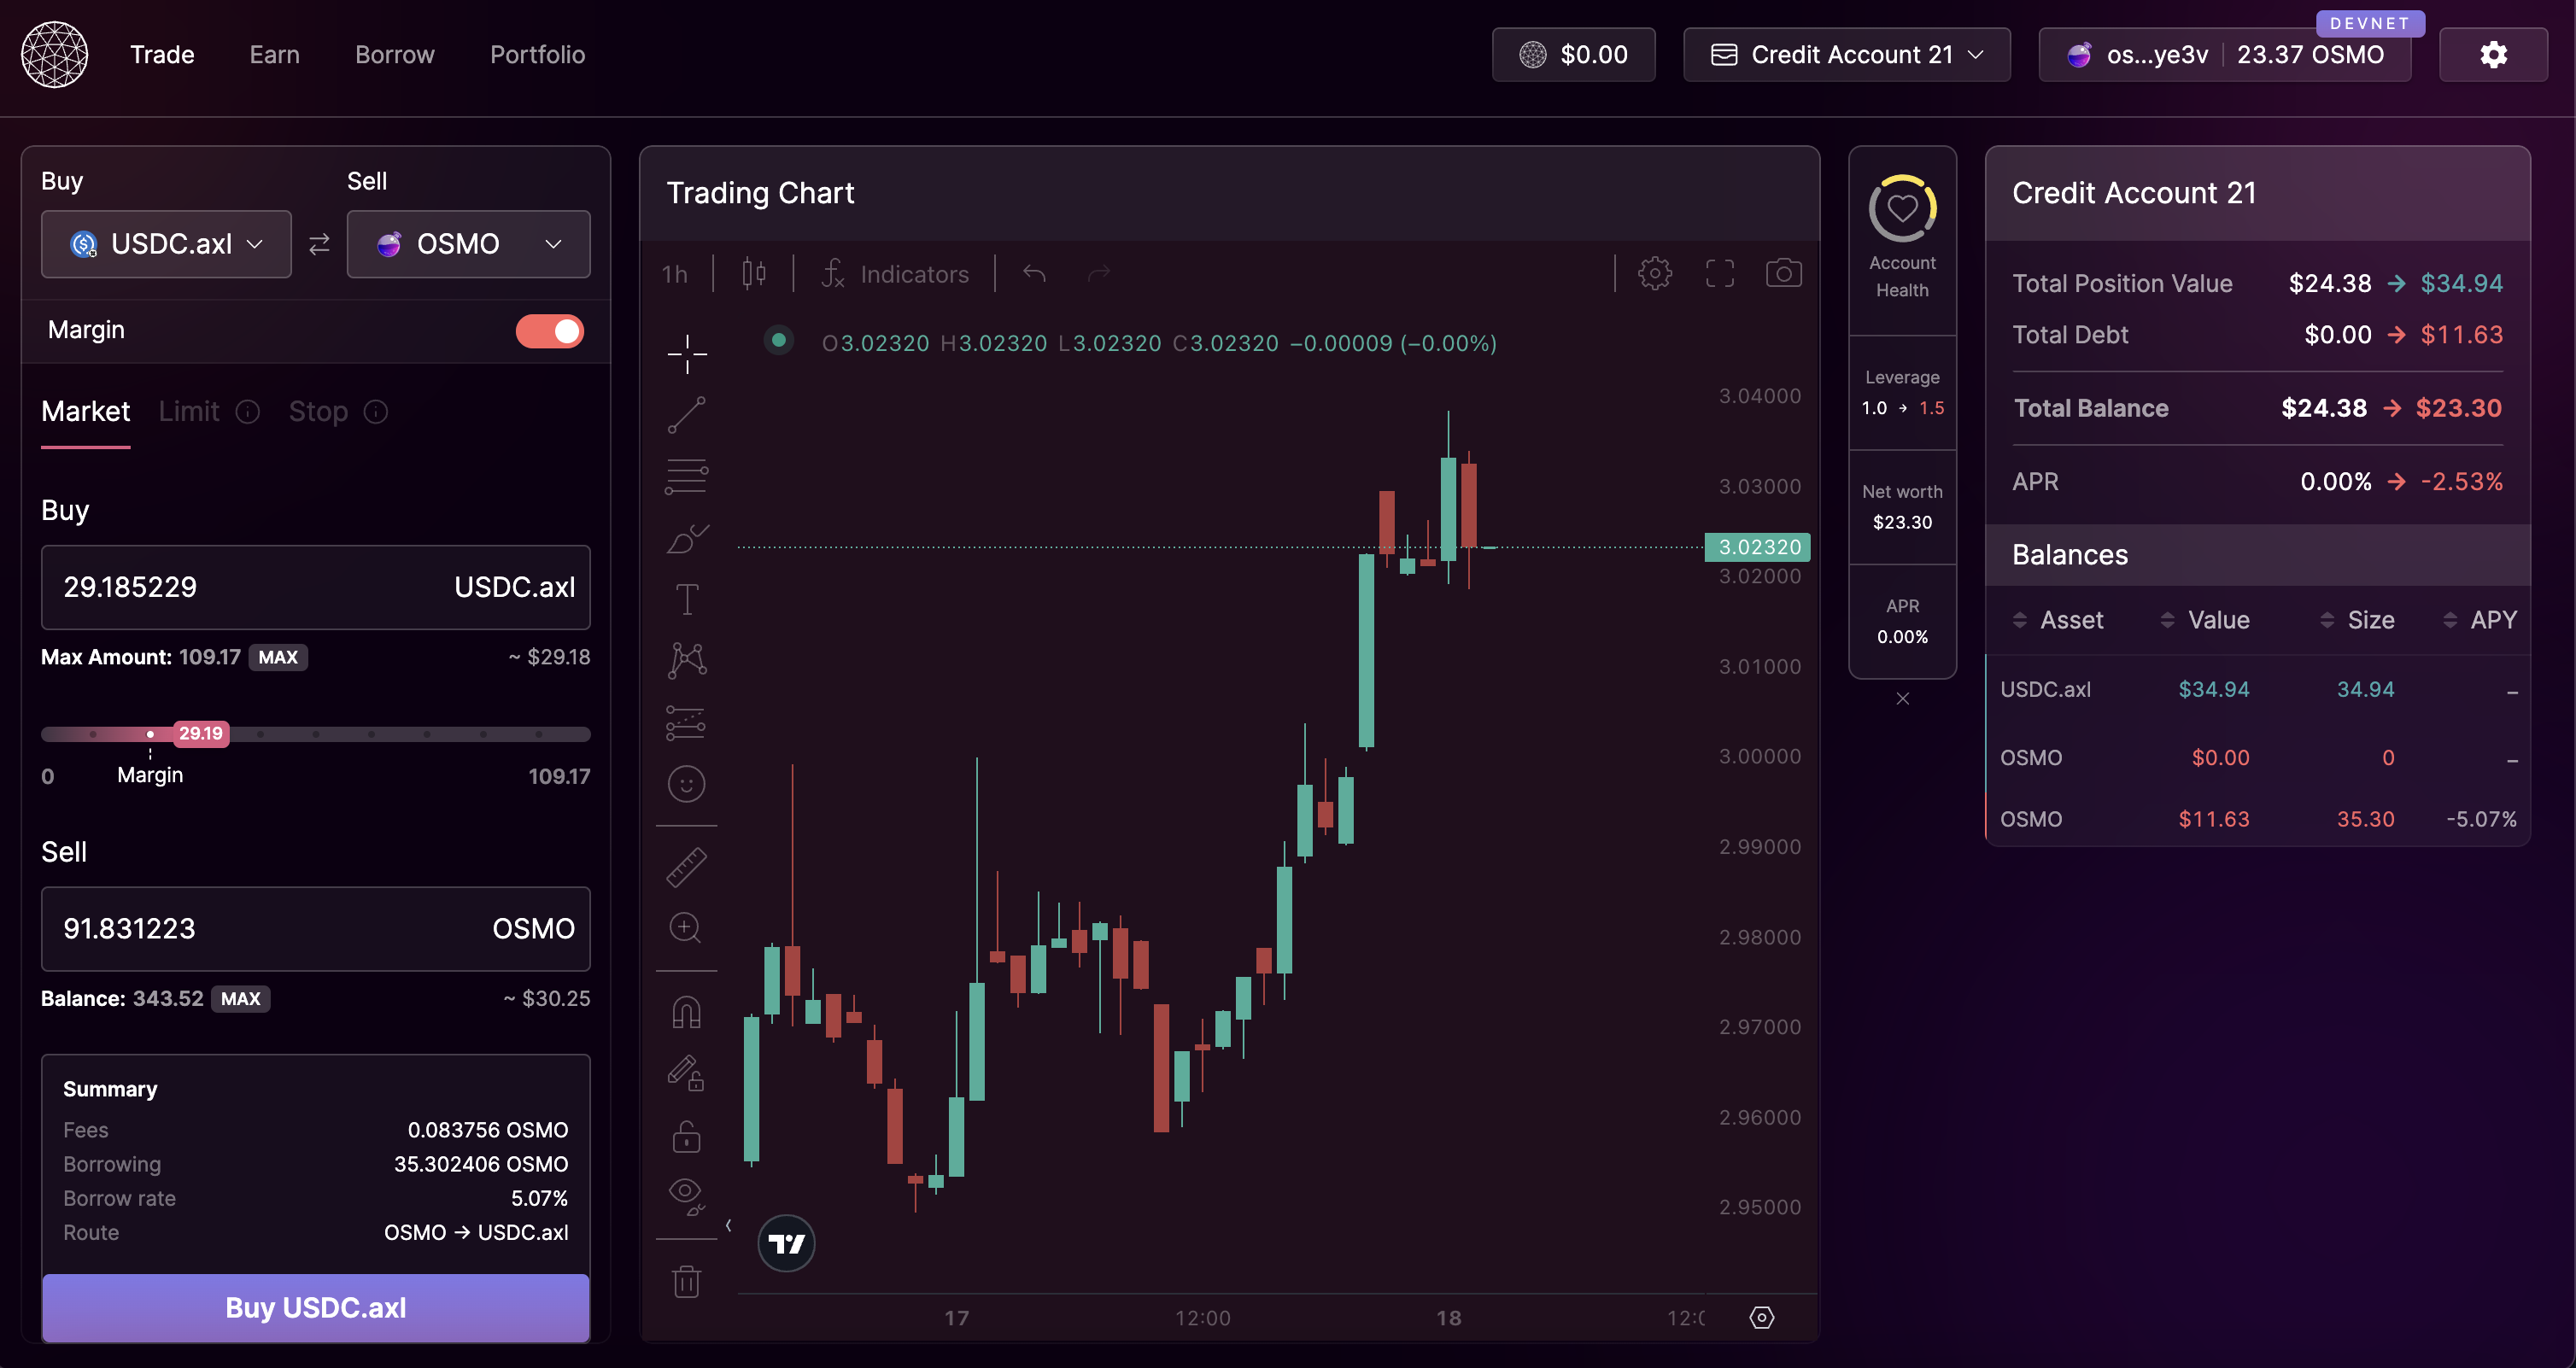 Trade Earn Borrow Portfolio $0.00 Credit Account 21 os...ye3v 23.37 OSMO DEVNET
Buy Sell
USDC.axl OSMO
Margin
Market Limit Stop
Buy
29.185229 USDC.axl
Max Amount: 109.17 MAX ~ $29.18
29.19
0 Margin 109.17
Sell
91.831223 OSMO
Balance: 343.52 MAX ~ $30.25
Summary
Fees 0.083756 OSMO
Borrowing 35.302406 OSMO
Borrow rate 5.07%
Route OSMO → USDC.axl
Buy USDC.axl
Trading Chart
1h Indicators
O3.02320 H3.02320 L3.02320 C3.02320 −0.00009 (−0.00%)
3.04000
3.03000
3.02320
3.02000
3.01000
3.00000
2.99000
2.98000
2.97000
2.96000
2.95000
17 12:00 18
Account
Health
Leverage
1.0 → 1.5
Net worth
$23.30
APR
0.00%
Credit Account 21
Total Position Value $24.38 → $34.94
Total Debt $0.00 → $11.63
Total Balance $24.38 → $23.30
APR 0.00% → -2.53%
Balances
Asset Value Size APY
USDC.axl $34.94 34.94 –
OSMO $0.00 0 –
OSMO $11.63 35.30 -5.07%